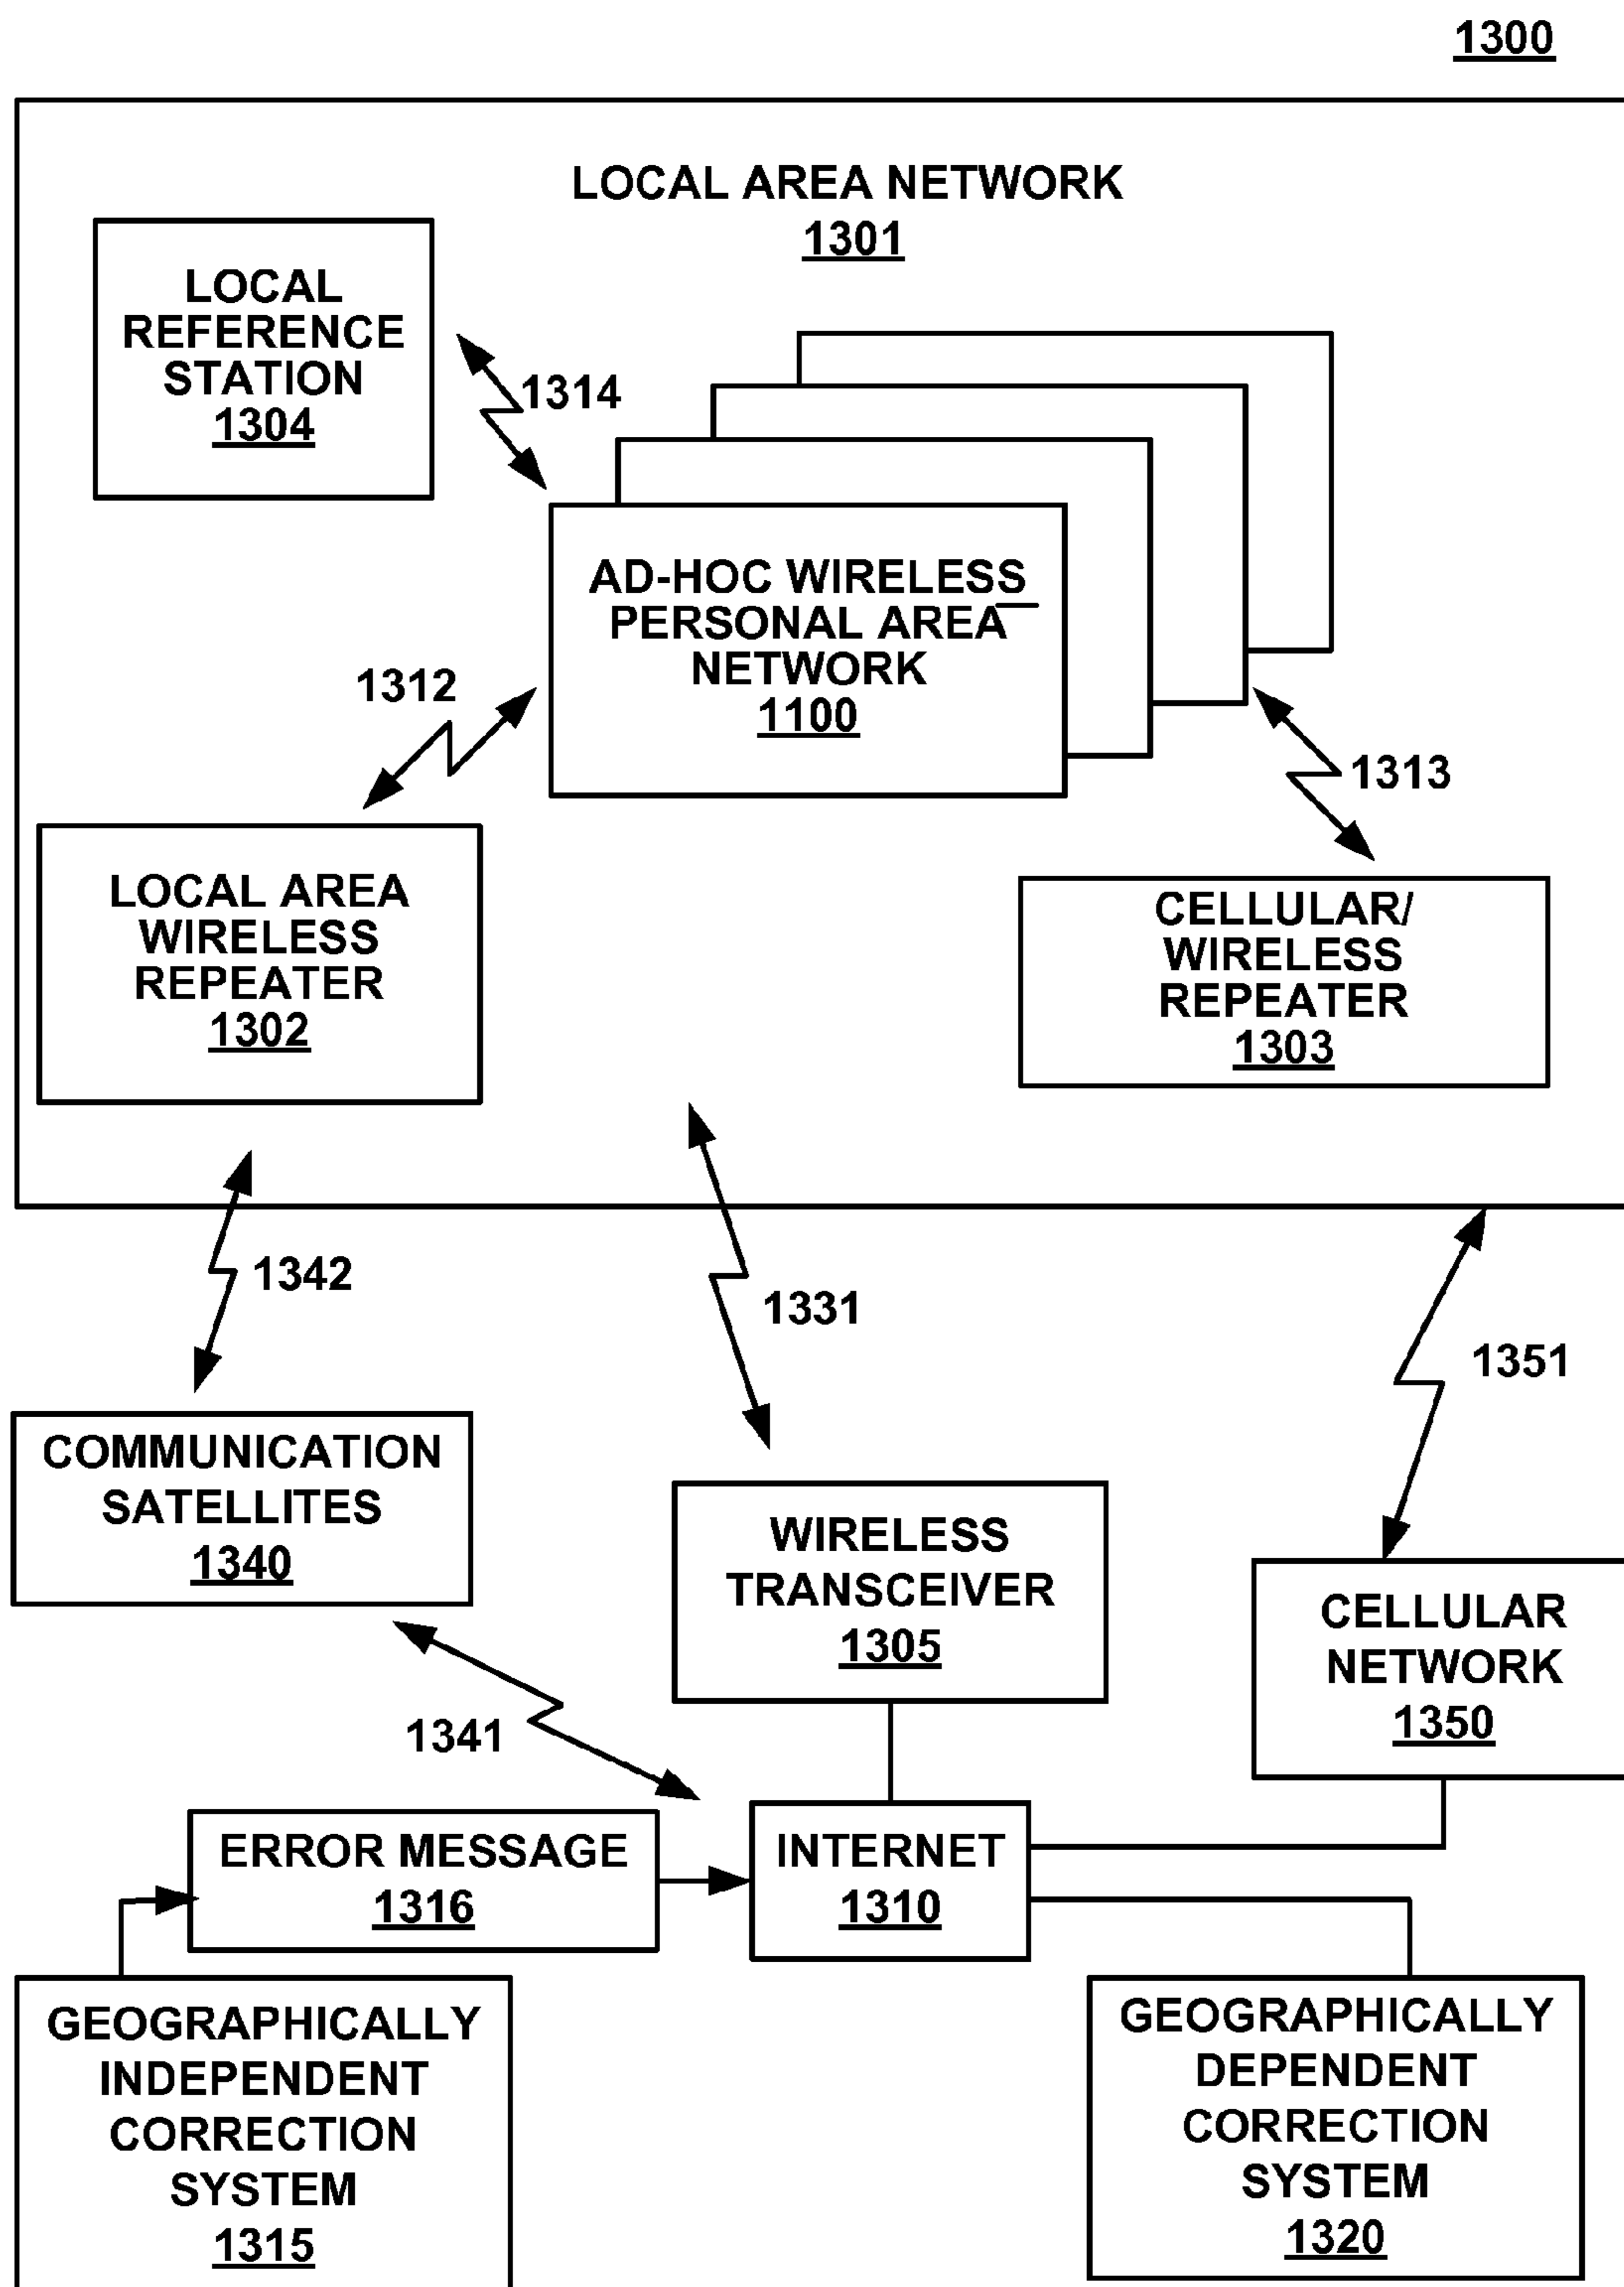 1300
LOCAL AREA NETWORK
1301
LOCAL
REFERENCE
STATION
1304
1314
AD-HOC WIRELESS
PERSONAL AREA
NETWORK
1100
1312
1313
LOCAL AREA
WIRELESS
REPEATER
1302
CELLULAR/
WIRELESS
REPEATER
1303
1342
1331
1351
COMMUNICATION
SATELLITES
1340
WIRELESS
TRANSCEIVER
1305
CELLULAR
NETWORK
1350
1341
ERROR MESSAGE
1316
INTERNET
1310
GEOGRAPHICALLY
INDEPENDENT
CORRECTION
SYSTEM
1315
GEOGRAPHICALLY
DEPENDENT
CORRECTION
SYSTEM
1320